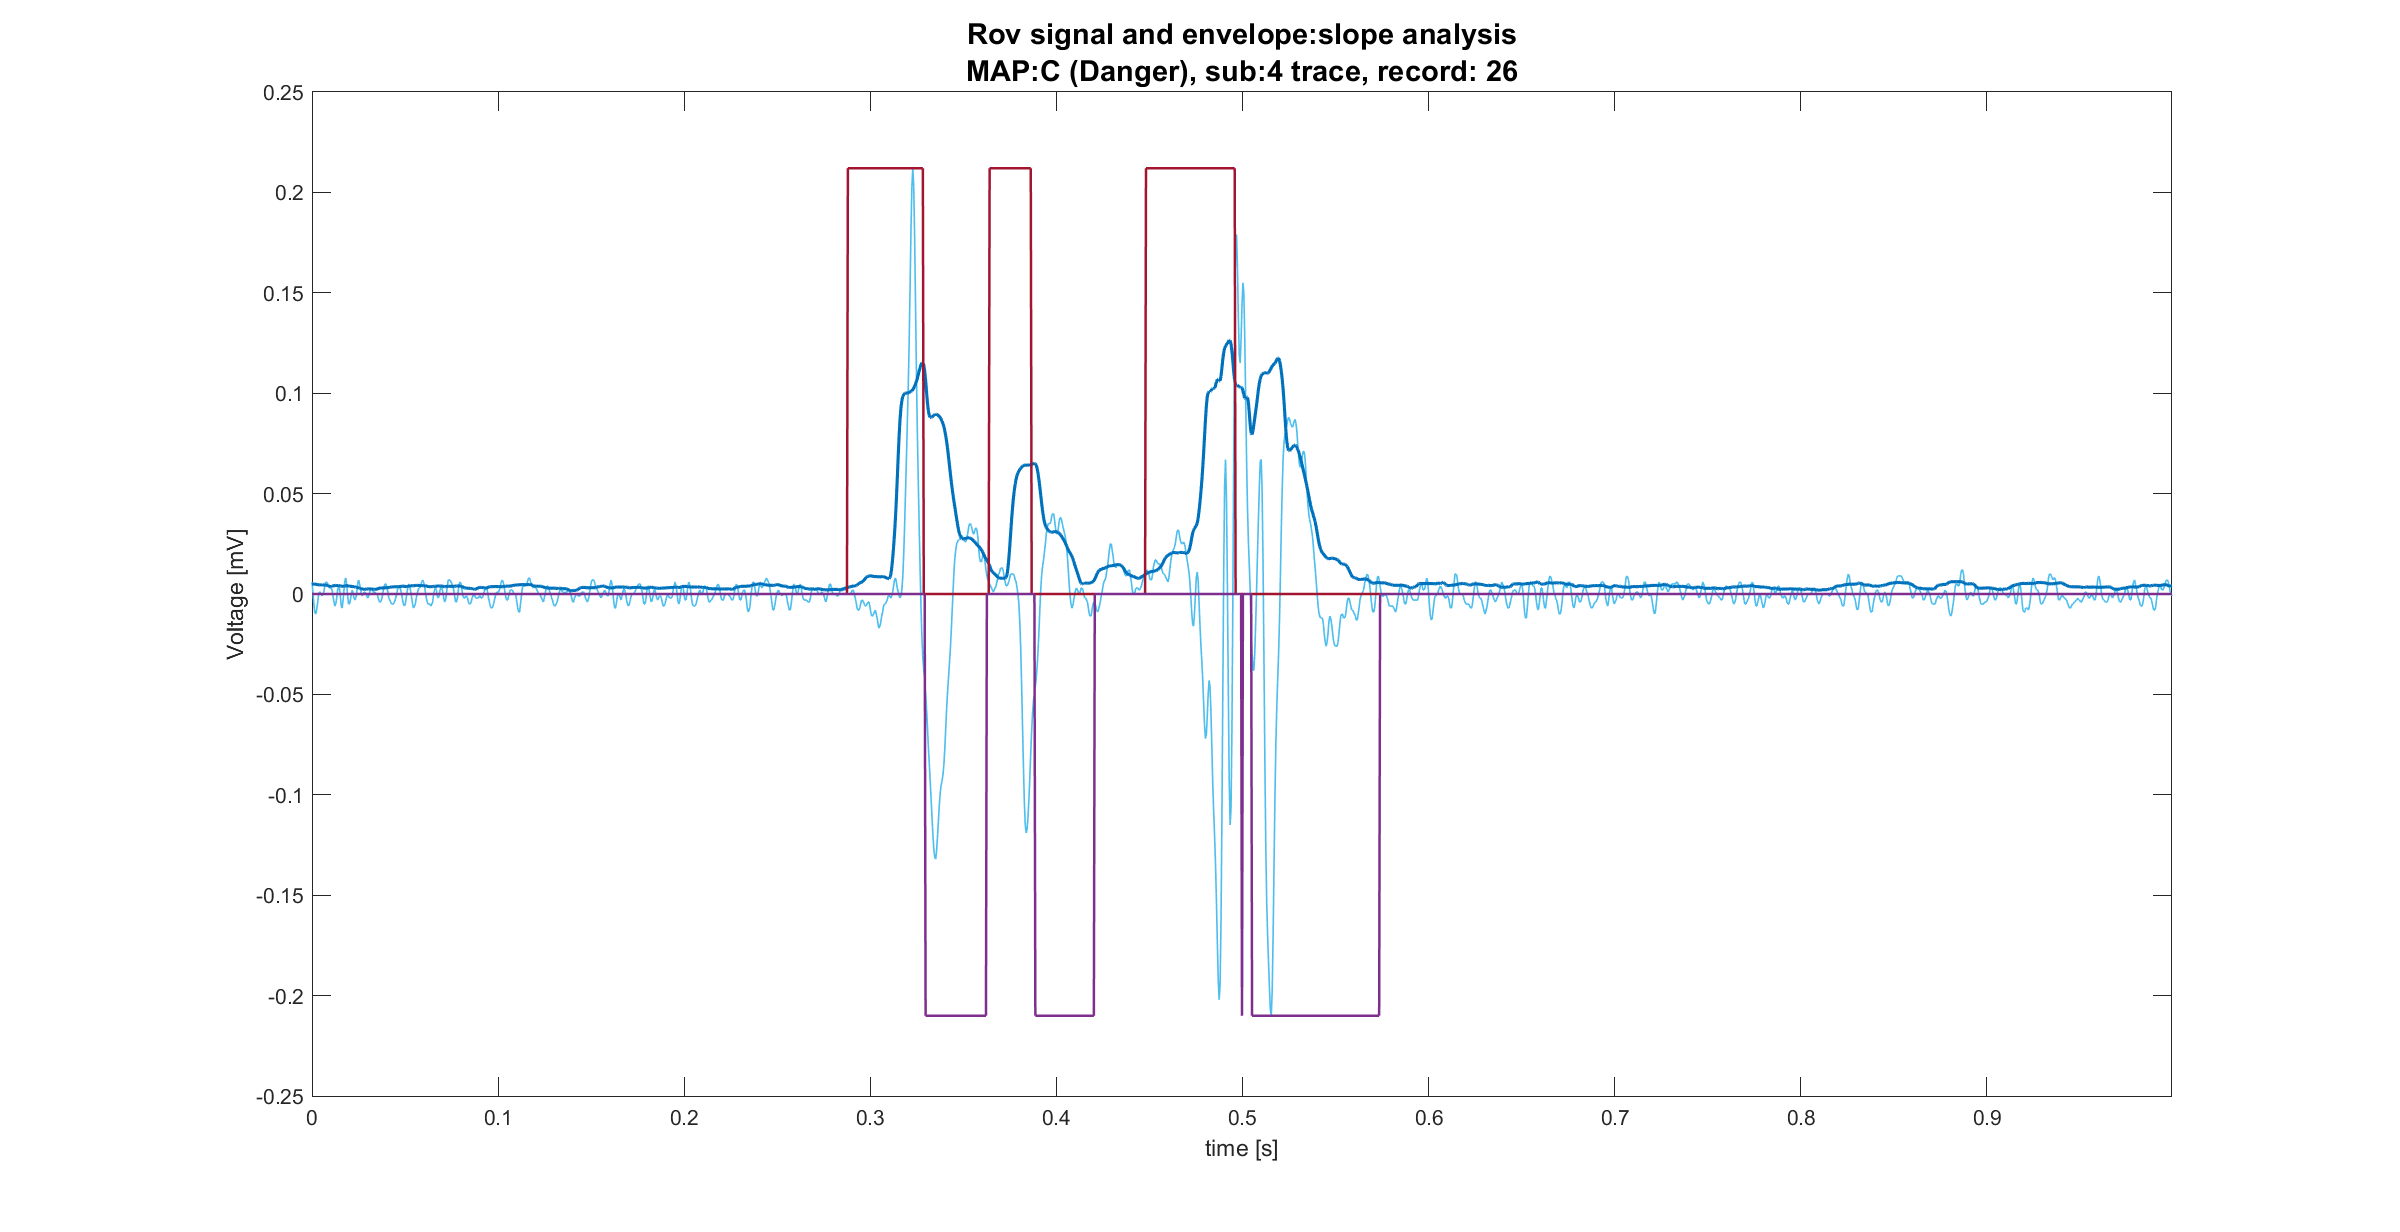 Rov signal and envelope:slope analysis
MAP:C (Danger), sub:4 trace, record: 26
0.25
0.2
0.15
0.1
0.05
0
-0.05
-0.1
-0.15
-0.2
-0.25
Voltage [mV]
0 0.1 0.2 0.3 0.4 0.5 0.6 0.7 0.8 0.9
time [s]